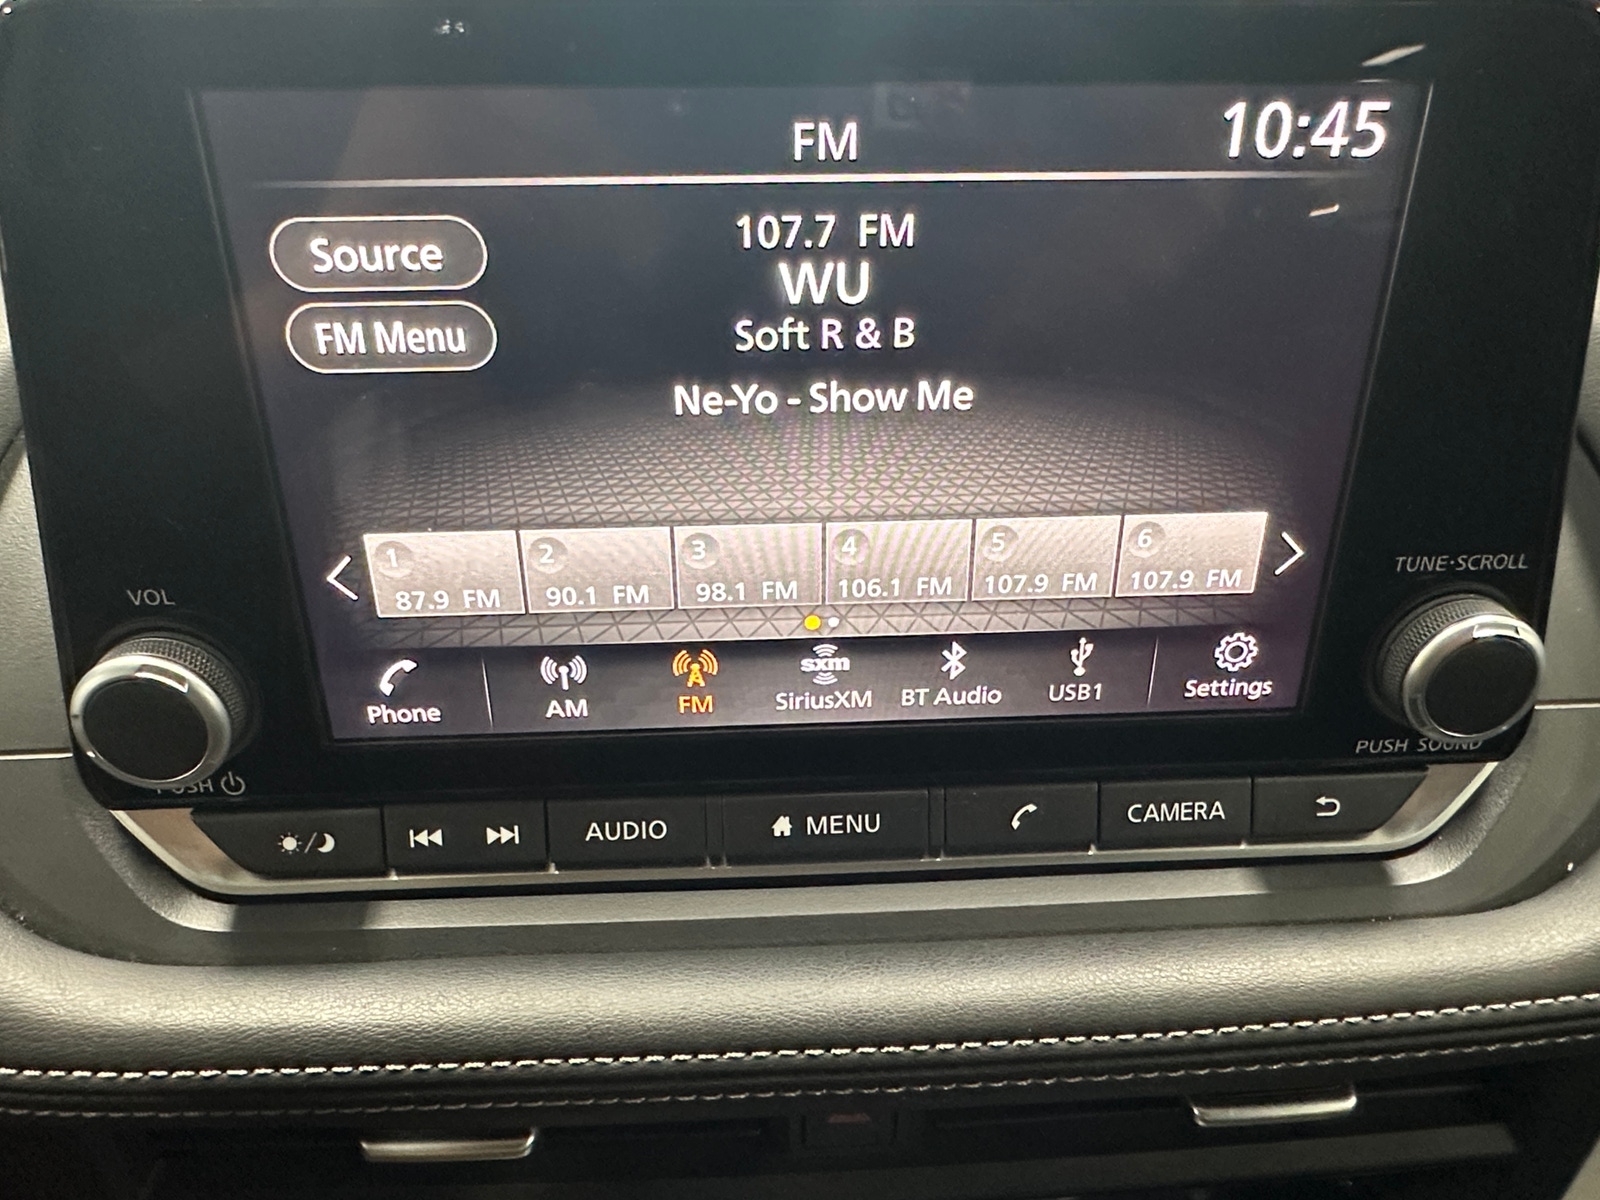 FM
10:45
Source
FM Menu
107.7 FM
WU
Soft R & B
Ne-Yo - Show Me
1
87.9 FM
2
90.1 FM
3
98.1 FM
4
106.1 FM
5
107.9 FM
6
107.9 FM
Phone
AM
FM
sxm
SiriusXM
BT Audio
USB1
Settings
VOL
PUSH
TUNE·SCROLL
PUSH SOUND
AUDIO
MENU
CAMERA